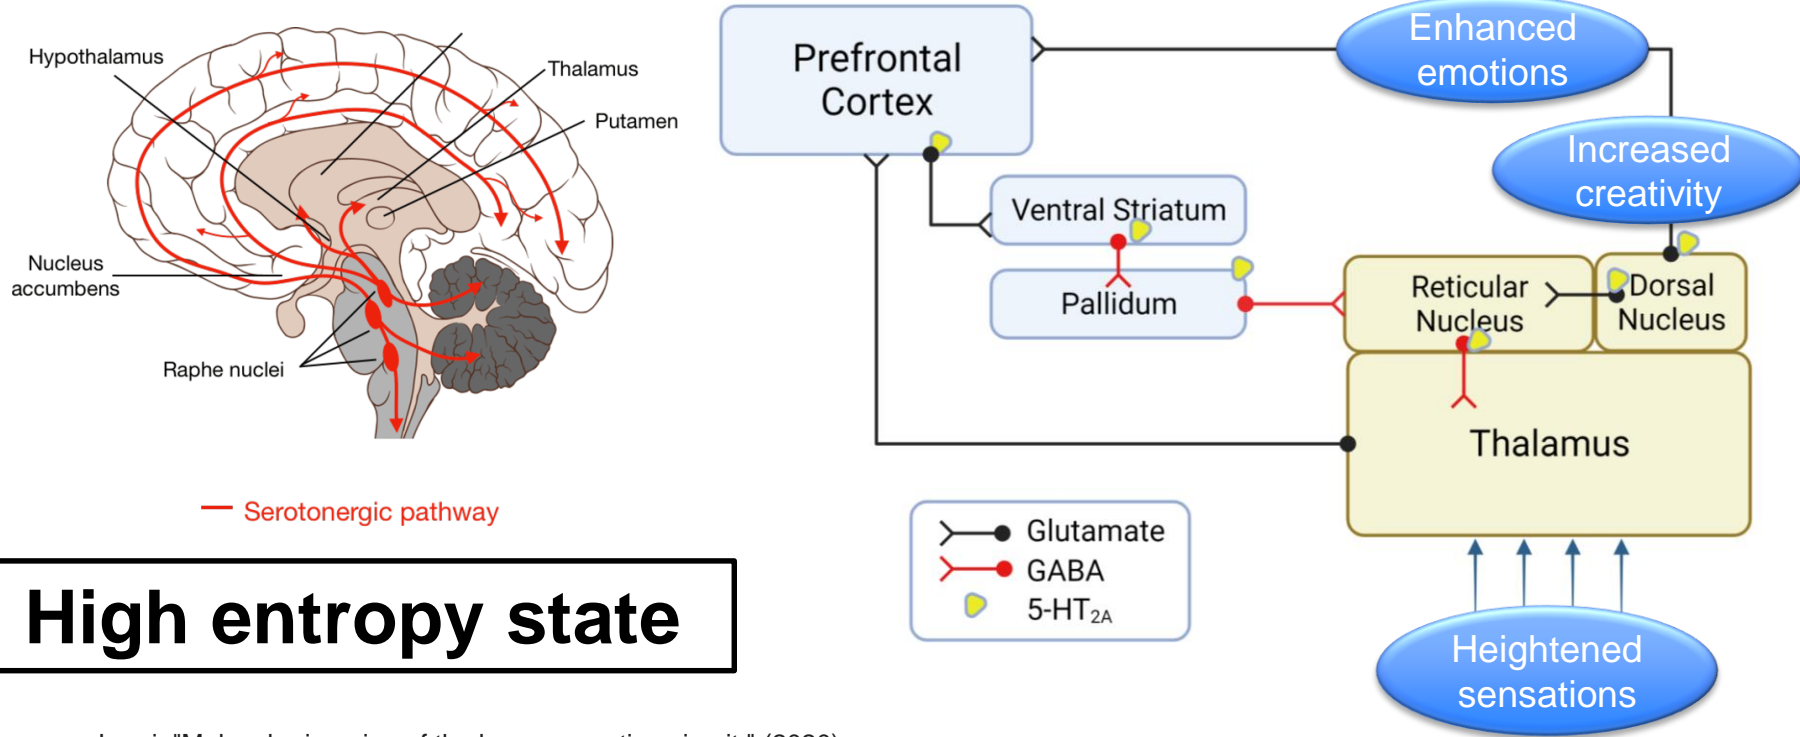 Hypothalamus
Thalamus
Putamen
Nucleus
accumbens
Raphe nuclei
Serotonergic pathway
High entropy state
Prefrontal
Cortex
Enhanced
emotions
Increased
creativity
Ventral Striatum
Pallidum
Reticular
Nucleus
Dorsal
Nucleus
Thalamus
Glutamate
GABA
5-HT2A
Heightened
sensations